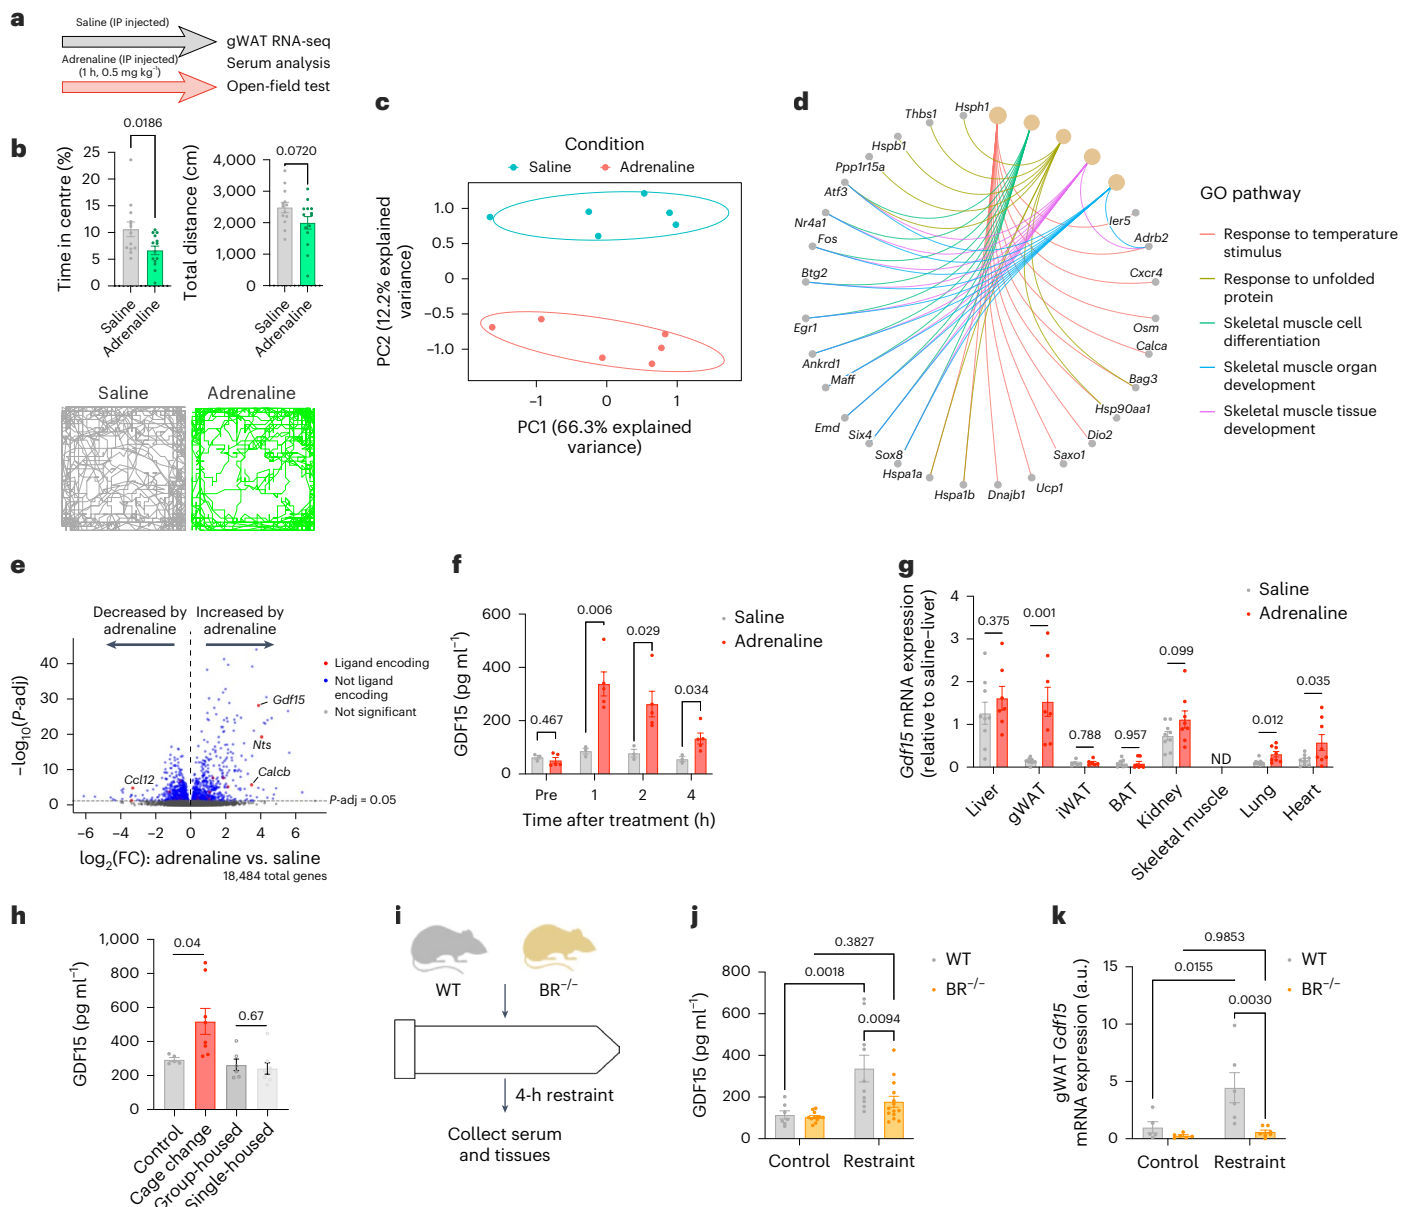 a
Saline (IP injected)
Adrenaline (IP injected)
(1 h, 0.5 mg kg⁻¹)
gWAT RNA-seq
Serum analysis
Open-field test
b
0.0186
Time in centre (%)
25
20
15
10
5
0
Saline
Adrenaline
0.0720
Total distance (cm)
4,000
3,000
2,000
1,000
0
Saline
Adrenaline
Saline
Adrenaline
c
Condition
Saline
Adrenaline
PC2 (12.2% explained
variance)
1.0
0.5
0
−0.5
−1.0
−1
0
1
PC1 (66.3% explained
variance)
d
Hsph1
Thbs1
Hspb1
Ppp1r15a
Atf3
Nr4a1
Fos
Btg2
Egr1
Ankrd1
Maff
Emd
Six4
Sox8
Hspa1a
Hspa1b
Dnajb1
Ucp1
Saxo1
Dio2
Hsp90aa1
Bag3
Calca
Osm
Cxcr4
Adrb2
Ier5
GO pathway
Response to temperature
stimulus
Response to unfolded
protein
Skeletal muscle cell
differentiation
Skeletal muscle organ
development
Skeletal muscle tissue
development
e
Decreased by
adrenaline
Increased by
adrenaline
−log₁₀(P-adj)
40
30
20
10
0
Gdf15
Nts
Calcb
Ccl12
Ligand encoding
Not ligand
encoding
Not significant
P-adj = 0.05
−6
−4
−2
0
2
4
6
log₂(FC): adrenaline vs. saline
18,484 total genes
f
GDF15 (pg ml⁻¹)
600
400
200
0
0.467
0.006
0.029
0.034
Saline
Adrenaline
Pre
1
2
4
Time after treatment (h)
g
Gdf15 mRNA expression
(relative to saline–liver)
4
3
2
1
0
0.375
0.001
0.788
0.957
0.099
ND
0.012
0.035
Saline
Adrenaline
Liver
gWAT
iWAT
BAT
Kidney
Skeletal muscle
Lung
Heart
h
GDF15 (pg ml⁻¹)
1,000
800
600
400
200
0
0.04
0.67
Control
Cage change
Group-housed
Single-housed
i
WT
BR⁻/⁻
4-h restraint
Collect serum
and tissues
j
GDF15 (pg ml⁻¹)
800
600
400
200
0
0.3827
0.0018
0.0094
WT
BR⁻/⁻
Control
Restraint
k
gWAT Gdf15
mRNA expression (a.u.)
15
10
5
0
0.9853
0.0155
0.0030
WT
BR⁻/⁻
Control
Restraint